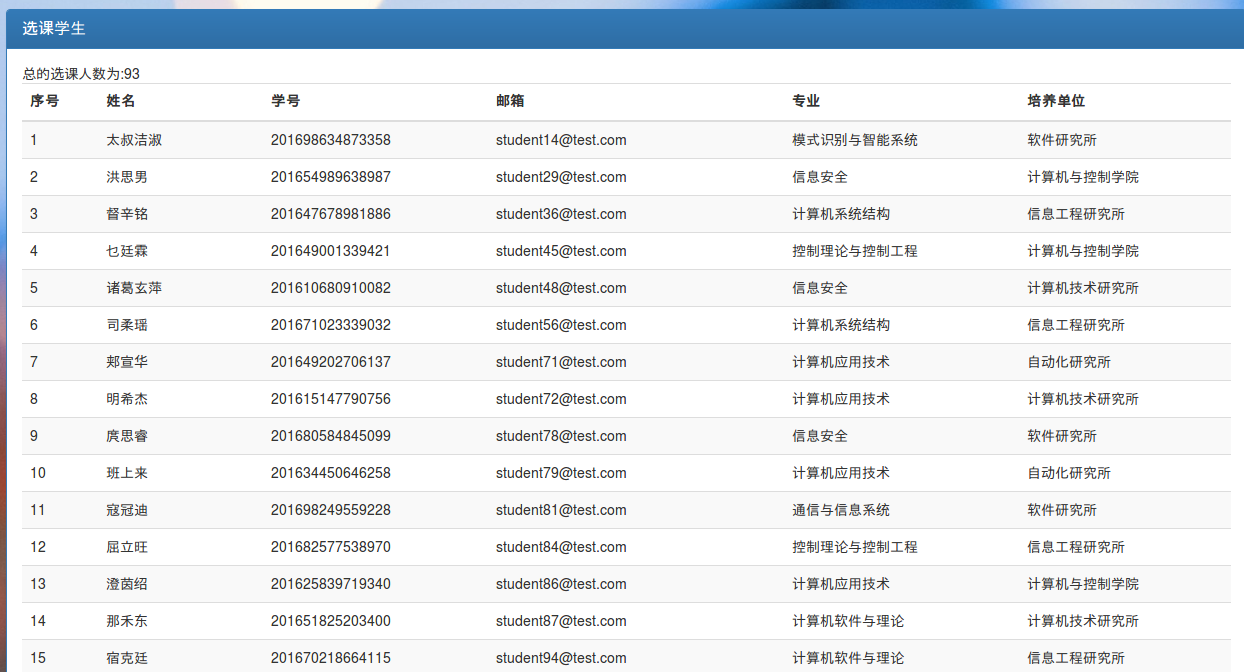 选课学生
总的选课人数为:93
序号 姓名 学号 邮箱 专业 培养单位
1 太叔洁淑 201698634873358 student14@test.com 模式识别与智能系统 软件研究所
2 洪思男 201654989638987 student29@test.com 信息安全 计算机与控制学院
3 督辛铭 201647678981886 student36@test.com 计算机系统结构 信息工程研究所
4 乜廷霖 201649001339421 student45@test.com 控制理论与控制工程 计算机与控制学院
5 诸葛玄萍 201610680910082 student48@test.com 信息安全 计算机技术研究所
6 司柔瑶 201671023339032 student56@test.com 计算机系统结构 信息工程研究所
7 郏宣华 201649202706137 student71@test.com 计算机应用技术 自动化研究所
8 明希杰 201615147790756 student72@test.com 计算机应用技术 计算机技术研究所
9 庹思睿 201680584845099 student78@test.com 信息安全 软件研究所
10 班上来 201634450646258 student79@test.com 计算机应用技术 自动化研究所
11 寇冠迪 201698249559228 student81@test.com 通信与信息系统 软件研究所
12 屈立旺 201682577538970 student84@test.com 控制理论与控制工程 信息工程研究所
13 澄茵绍 201625839719340 student86@test.com 计算机应用技术 计算机与控制学院
14 那禾东 201651825203400 student87@test.com 计算机软件与理论 计算机技术研究所
15 宿克廷 201670218664115 student94@test.com 计算机软件与理论 信息工程研究所